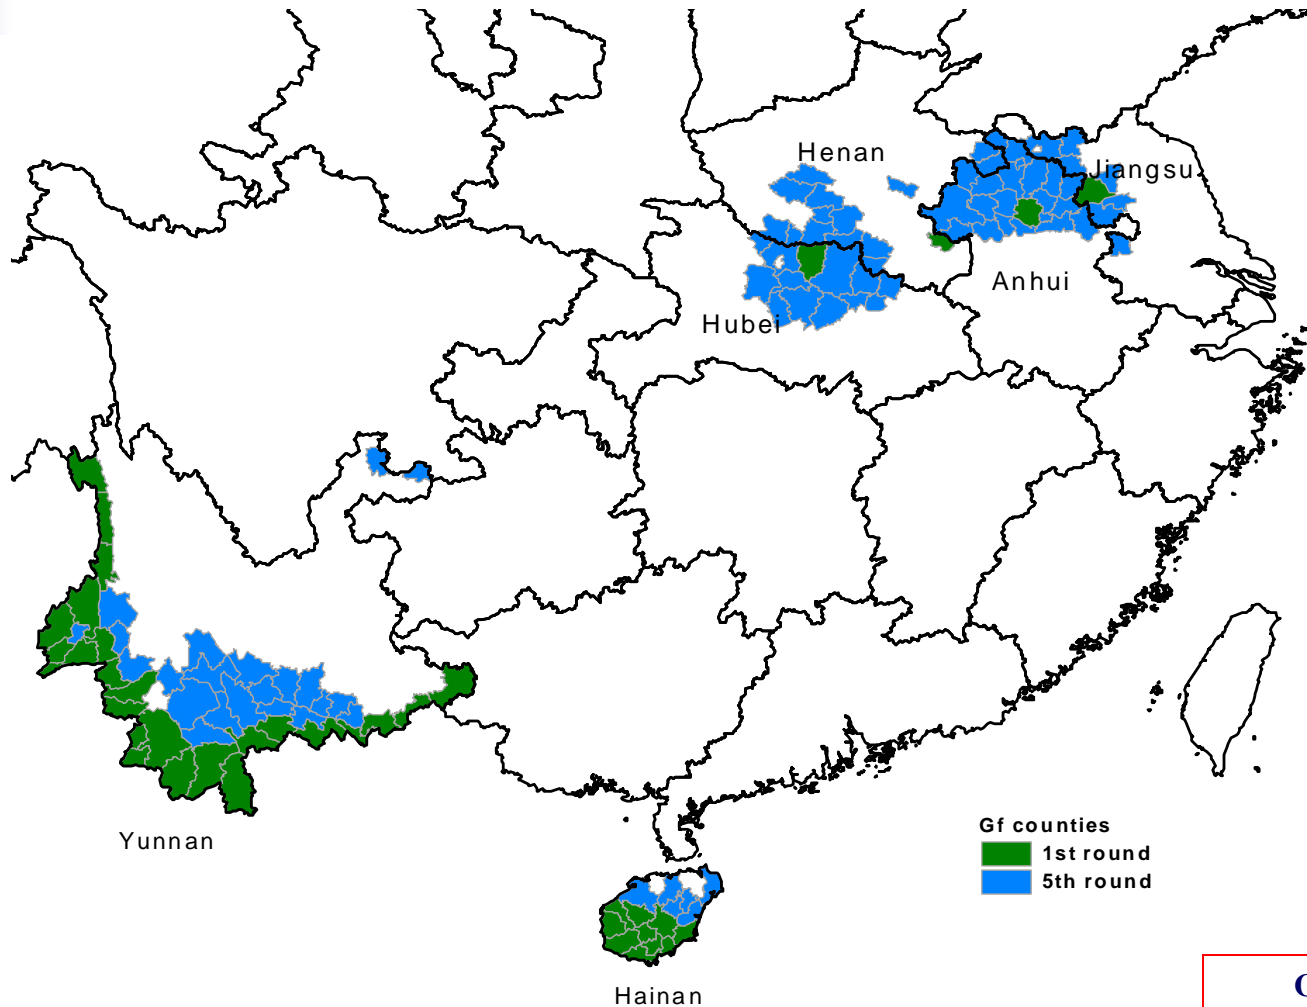 Henan
Jiangsu
Anhui
Hubei
Yunnan
Gf counties
1st round
5th round
Hainan